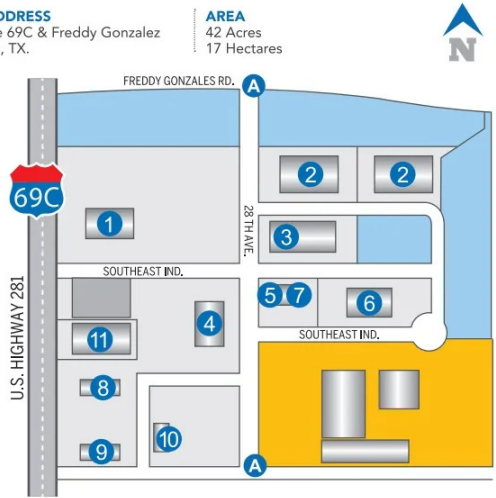 DDRESS
e 69C & Freddy Gonzalez
, TX.
AREA
42 Acres
17 Hectares
N
FREDDY GONZALES RD.
A
69C
2
2
1
28 TH AVE.
3
SOUTHEAST IND.
5
7
6
4
SOUTHEAST IND.
U.S. HIGHWAY 281
11
8
10
9
A